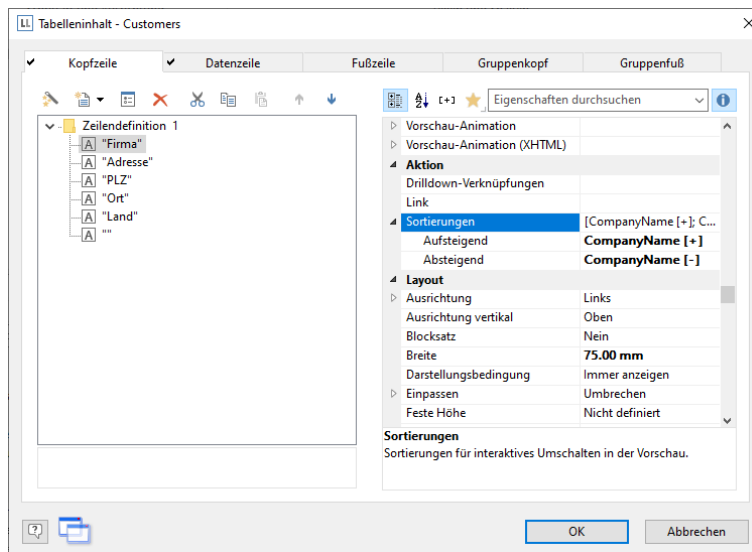 LL Tabelleninhalt - Customers
Kopfzeile Datenzeile Fußzeile Gruppenkopf Gruppenfuß
Eigenschaften durchsuchen
Zeilendefinition 1
A "Firma"
A "Adresse"
A "PLZ"
A "Ort"
A "Land"
A ""
Vorschau-Animation
Vorschau-Animation (XHTML)
Aktion
Drilldown-Verknüpfungen
Link
Sortierungen [CompanyName [+]; C...
Aufsteigend CompanyName [+]
Absteigend CompanyName [-]
Layout
Ausrichtung Links
Ausrichtung vertikal Oben
Blocksatz Nein
Breite 75.00 mm
Darstellungsbedingung Immer anzeigen
Einpassen Umbrechen
Feste Höhe Nicht definiert
Sortierungen
Sortierungen für interaktives Umschalten in der Vorschau.
OK Abbrechen